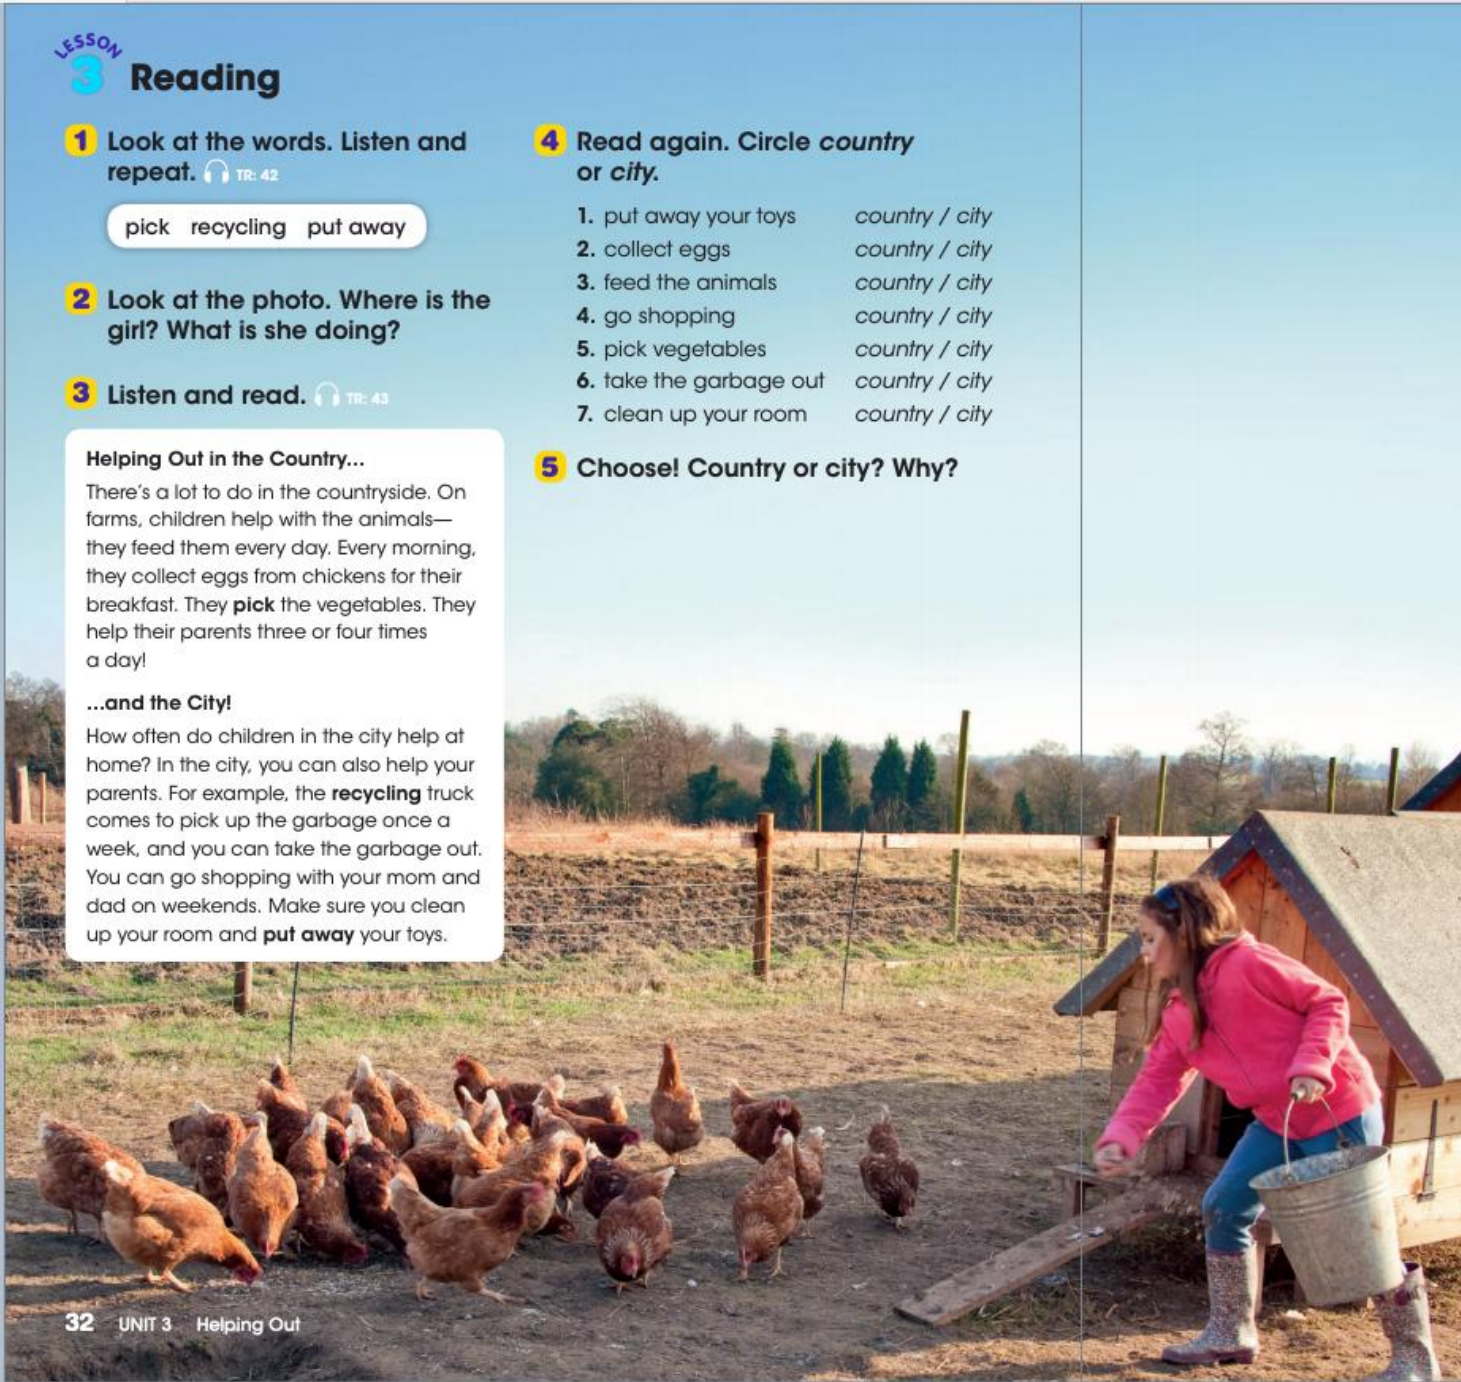 LESSON
3 Reading
1 Look at the words. Listen and
repeat. TR: 42
pick recycling put away
2 Look at the photo. Where is the
girl? What is she doing?
3 Listen and read. TR: 43
Helping Out in the Country...
There's a lot to do in the countryside. On
farms, children help with the animals—
they feed them every day. Every morning,
they collect eggs from chickens for their
breakfast. They pick the vegetables. They
help their parents three or four times
a day!
...and the City!
How often do children in the city help at
home? In the city, you can also help your
parents. For example, the recycling truck
comes to pick up the garbage once a
week, and you can take the garbage out.
You can go shopping with your mom and
dad on weekends. Make sure you clean
up your room and put away your toys.
4 Read again. Circle country
or city.
1. put away your toys country / city
2. collect eggs country / city
3. feed the animals country / city
4. go shopping country / city
5. pick vegetables country / city
6. take the garbage out country / city
7. clean up your room country / city
5 Choose! Country or city? Why?
32 UNIT 3 Helping Out